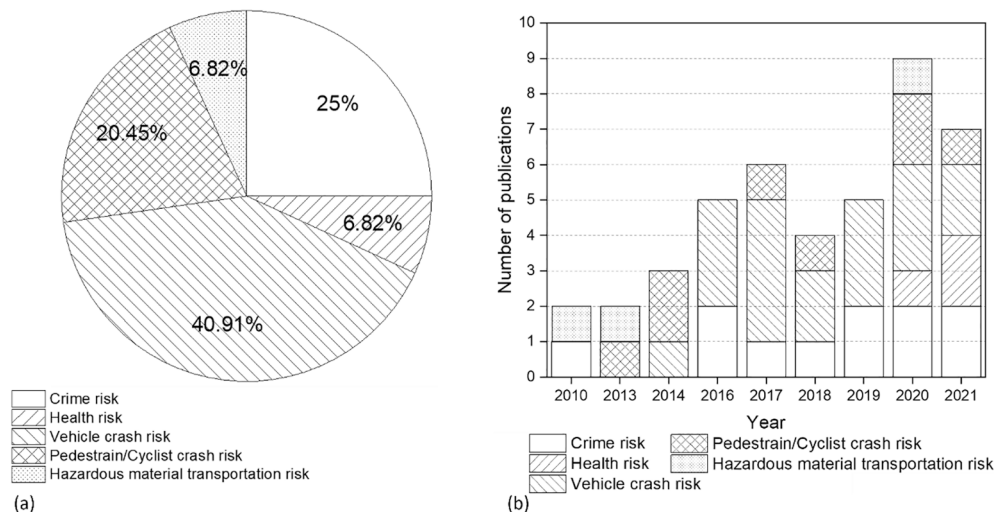 6.82%
25%
20.45%
6.82%
40.91%
Crime risk
Health risk
Vehicle crash risk
Pedestrain/Cyclist crash risk
Hazardous material transportation risk
(a)
Number of publications
10
9
8
7
6
5
4
3
2
1
0
2010 2013 2014 2016 2017 2018 2019 2020 2021
Year
Crime risk
Health risk
Vehicle crash risk
Pedestrain/Cyclist crash risk
Hazardous material transportation risk
(b)